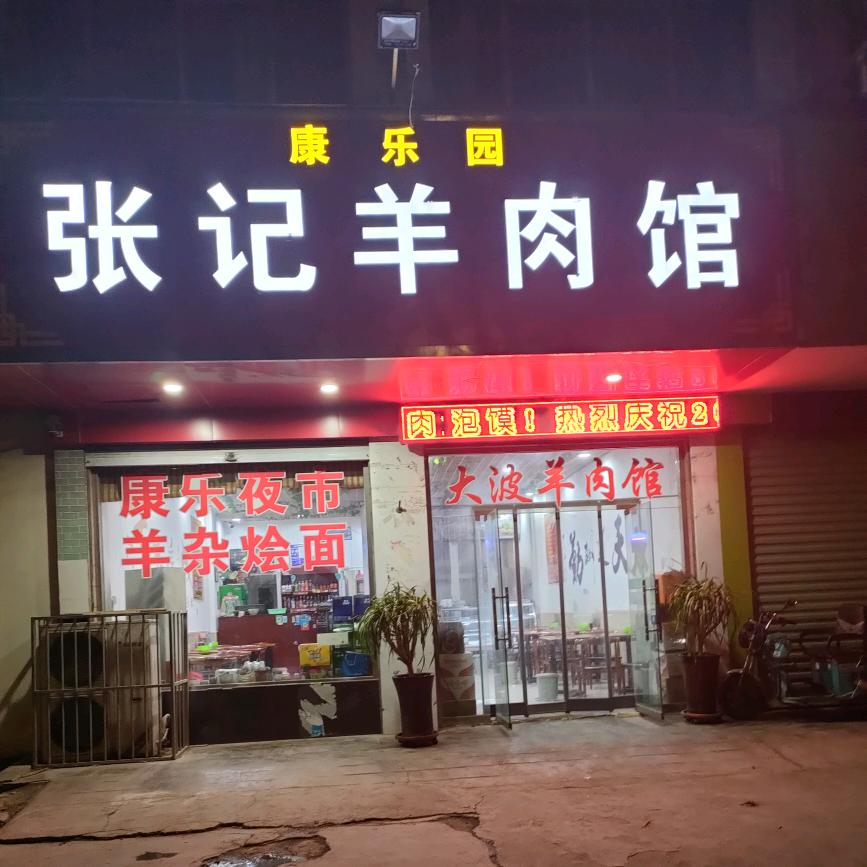 康乐园
张记羊肉馆
肉 泡馍！热烈庆祝2
大波羊肉馆
康乐夜市
羊杂烩面